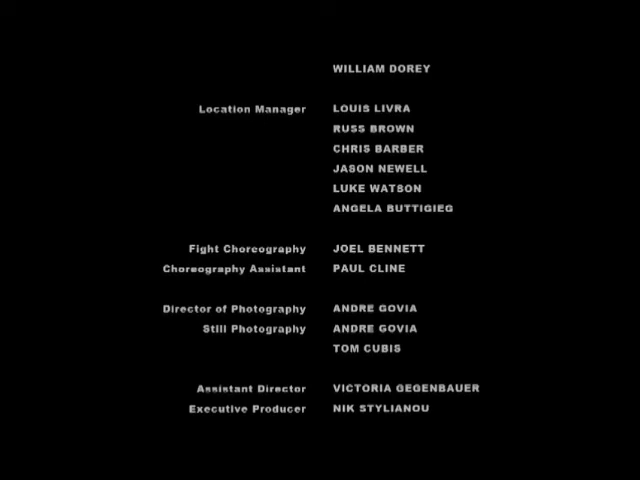 WILLIAM DOREY
Location Manager LOUIS LIVRA
RUSS BROWN
CHRIS BARBER
JASON NEWELL
LUKE WATSON
ANGELA BUTTIGIEG
Fight Choreography JOEL BENNETT
Choreography Assistant PAUL CLINE
Director of Photography ANDRE GOVIA
Still Photography ANDRE GOVIA
TOM CUBIS
Assistant Director VICTORIA GEGENBAUER
Executive Producer NIK STYLIANOU